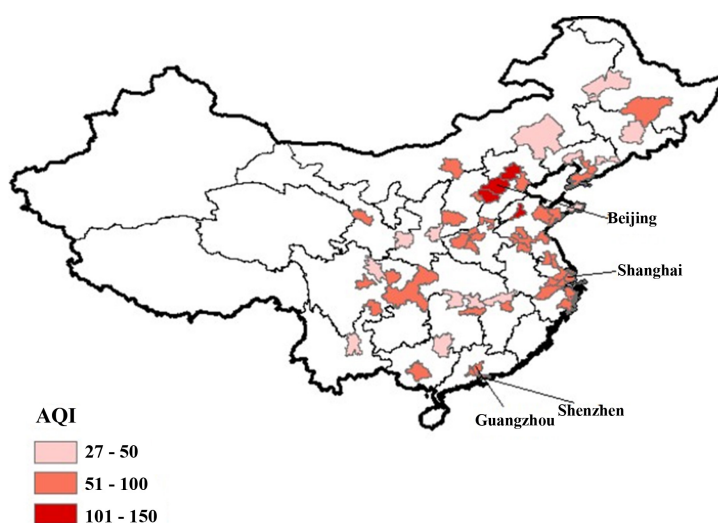 Beijing
Shanghai
Shenzhen
Guangzhou
AQI
27 - 50
51 - 100
101 - 150